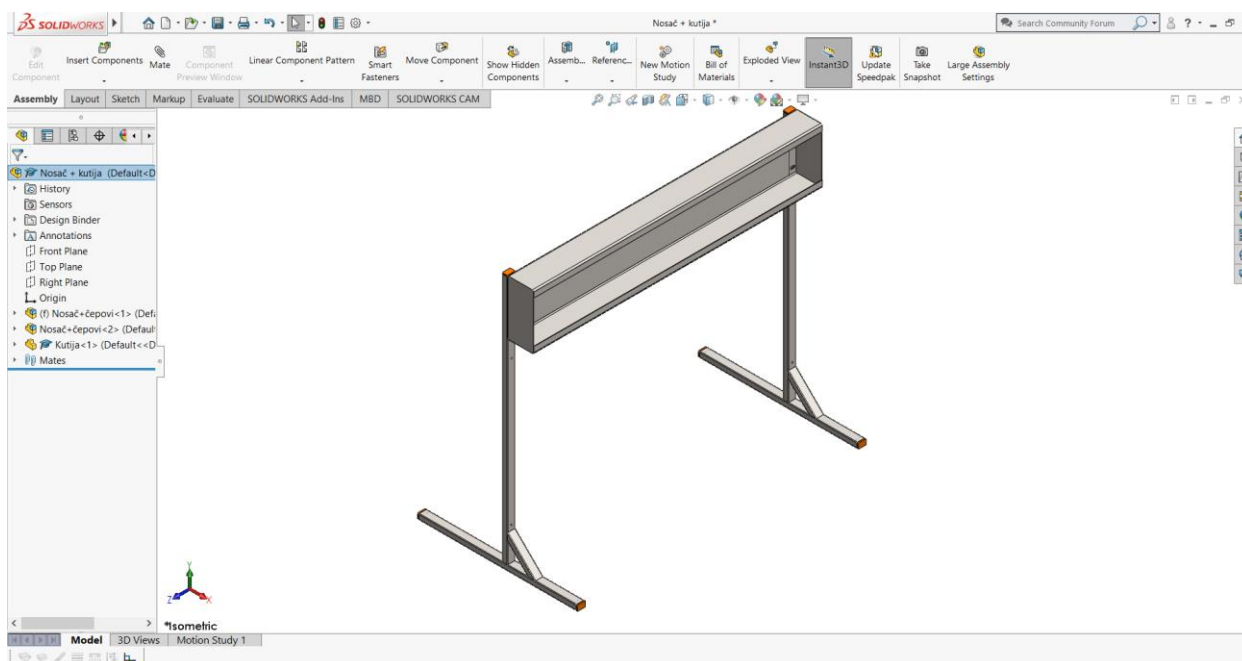 SOLIDWORKS
Nosač + kutija *
Search Community Forum
Edit Component
Insert Components
Mate
Component Preview Window
Linear Component Pattern
Smart Fasteners
Move Component
Show Hidden Components
Assemb...
Referenc...
New Motion Study
Bill of Materials
Exploded View
Instant3D
Update Speedpak
Take Snapshot
Large Assembly Settings
Assembly Layout Sketch Markup Evaluate SOLIDWORKS Add-Ins MBD SOLIDWORKS CAM
Nosač + kutija (Default<D
History
Sensors
Design Binder
Annotations
Front Plane
Top Plane
Right Plane
Origin
(f) Nosač+čepovi<1> (Defa
Nosač+čepovi<2> (Default
Kutija<1> (Default<<D
Mates
Y
Z
X
*Isometric
Model 3D Views Motion Study 1